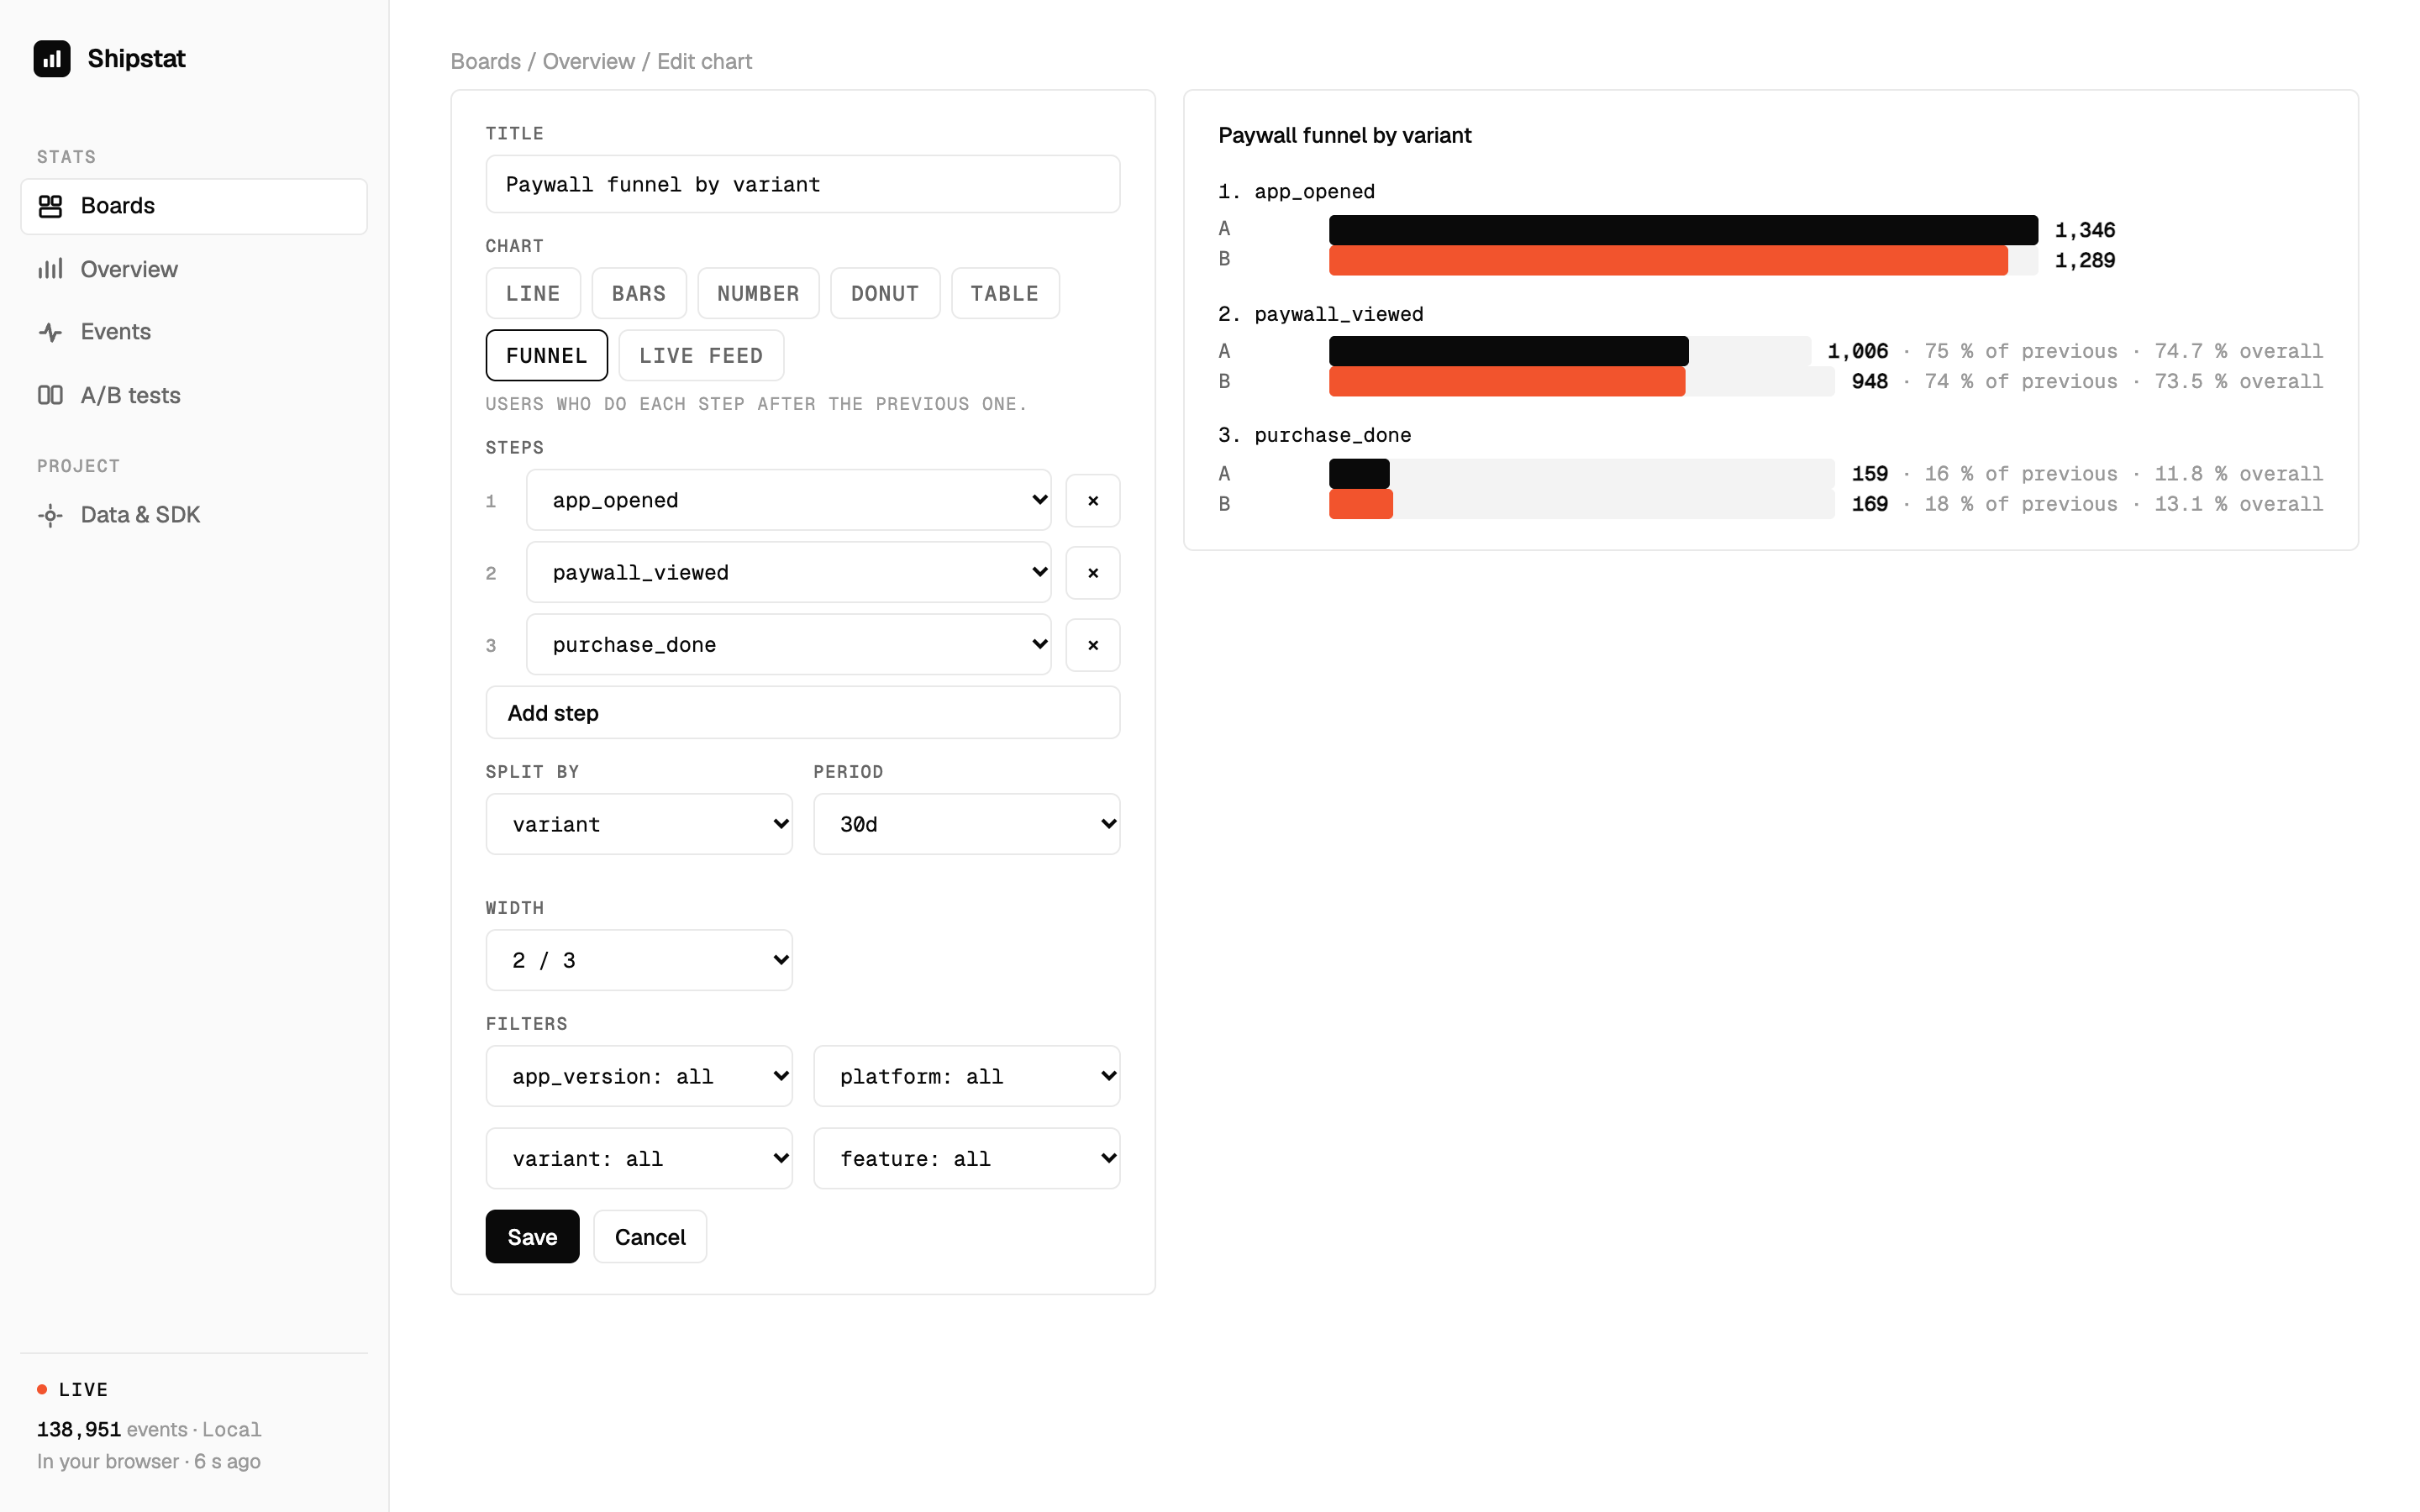 Shipstat
STATS
Boards
Overview
Events
A/B tests
PROJECT
Data & SDK
LIVE
138,951 events · Local
In your browser · 6 s ago
Boards / Overview / Edit chart
TITLE
Paywall funnel by variant
CHART
LINE BARS NUMBER DONUT TABLE
FUNNEL LIVE FEED
USERS WHO DO EACH STEP AFTER THE PREVIOUS ONE.
STEPS
1 app_opened ×
2 paywall_viewed ×
3 purchase_done ×
Add step
SPLIT BY PERIOD
variant 30d
WIDTH
2 / 3
FILTERS
app_version: all platform: all
variant: all feature: all
Save Cancel
Paywall funnel by variant
1. app_opened
A 1,346
B 1,289
2. paywall_viewed
A 1,006 · 75 % of previous · 74.7 % overall
B 948 · 74 % of previous · 73.5 % overall
3. purchase_done
A 159 · 16 % of previous · 11.8 % overall
B 169 · 18 % of previous · 13.1 % overall